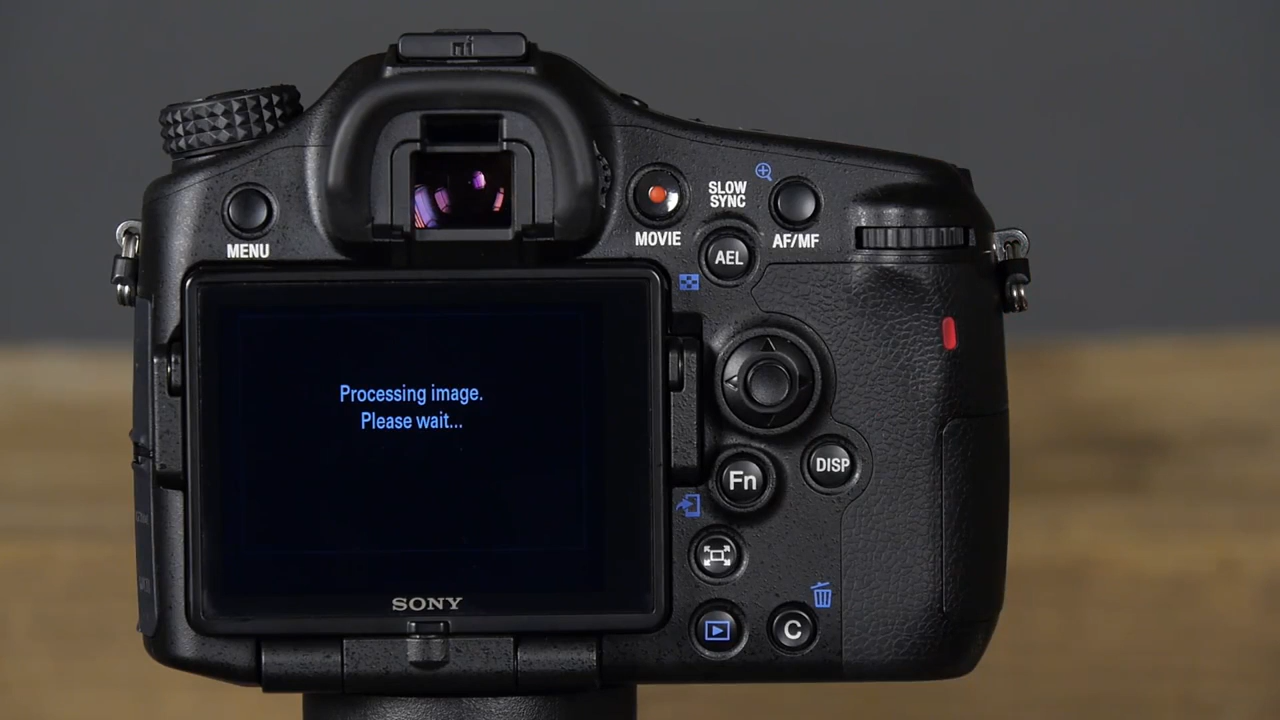 MENU
MOVIE
SLOW
SYNC
AEL
AF/MF
Processing image.
Please wait...
Fn
DISP
C
SONY